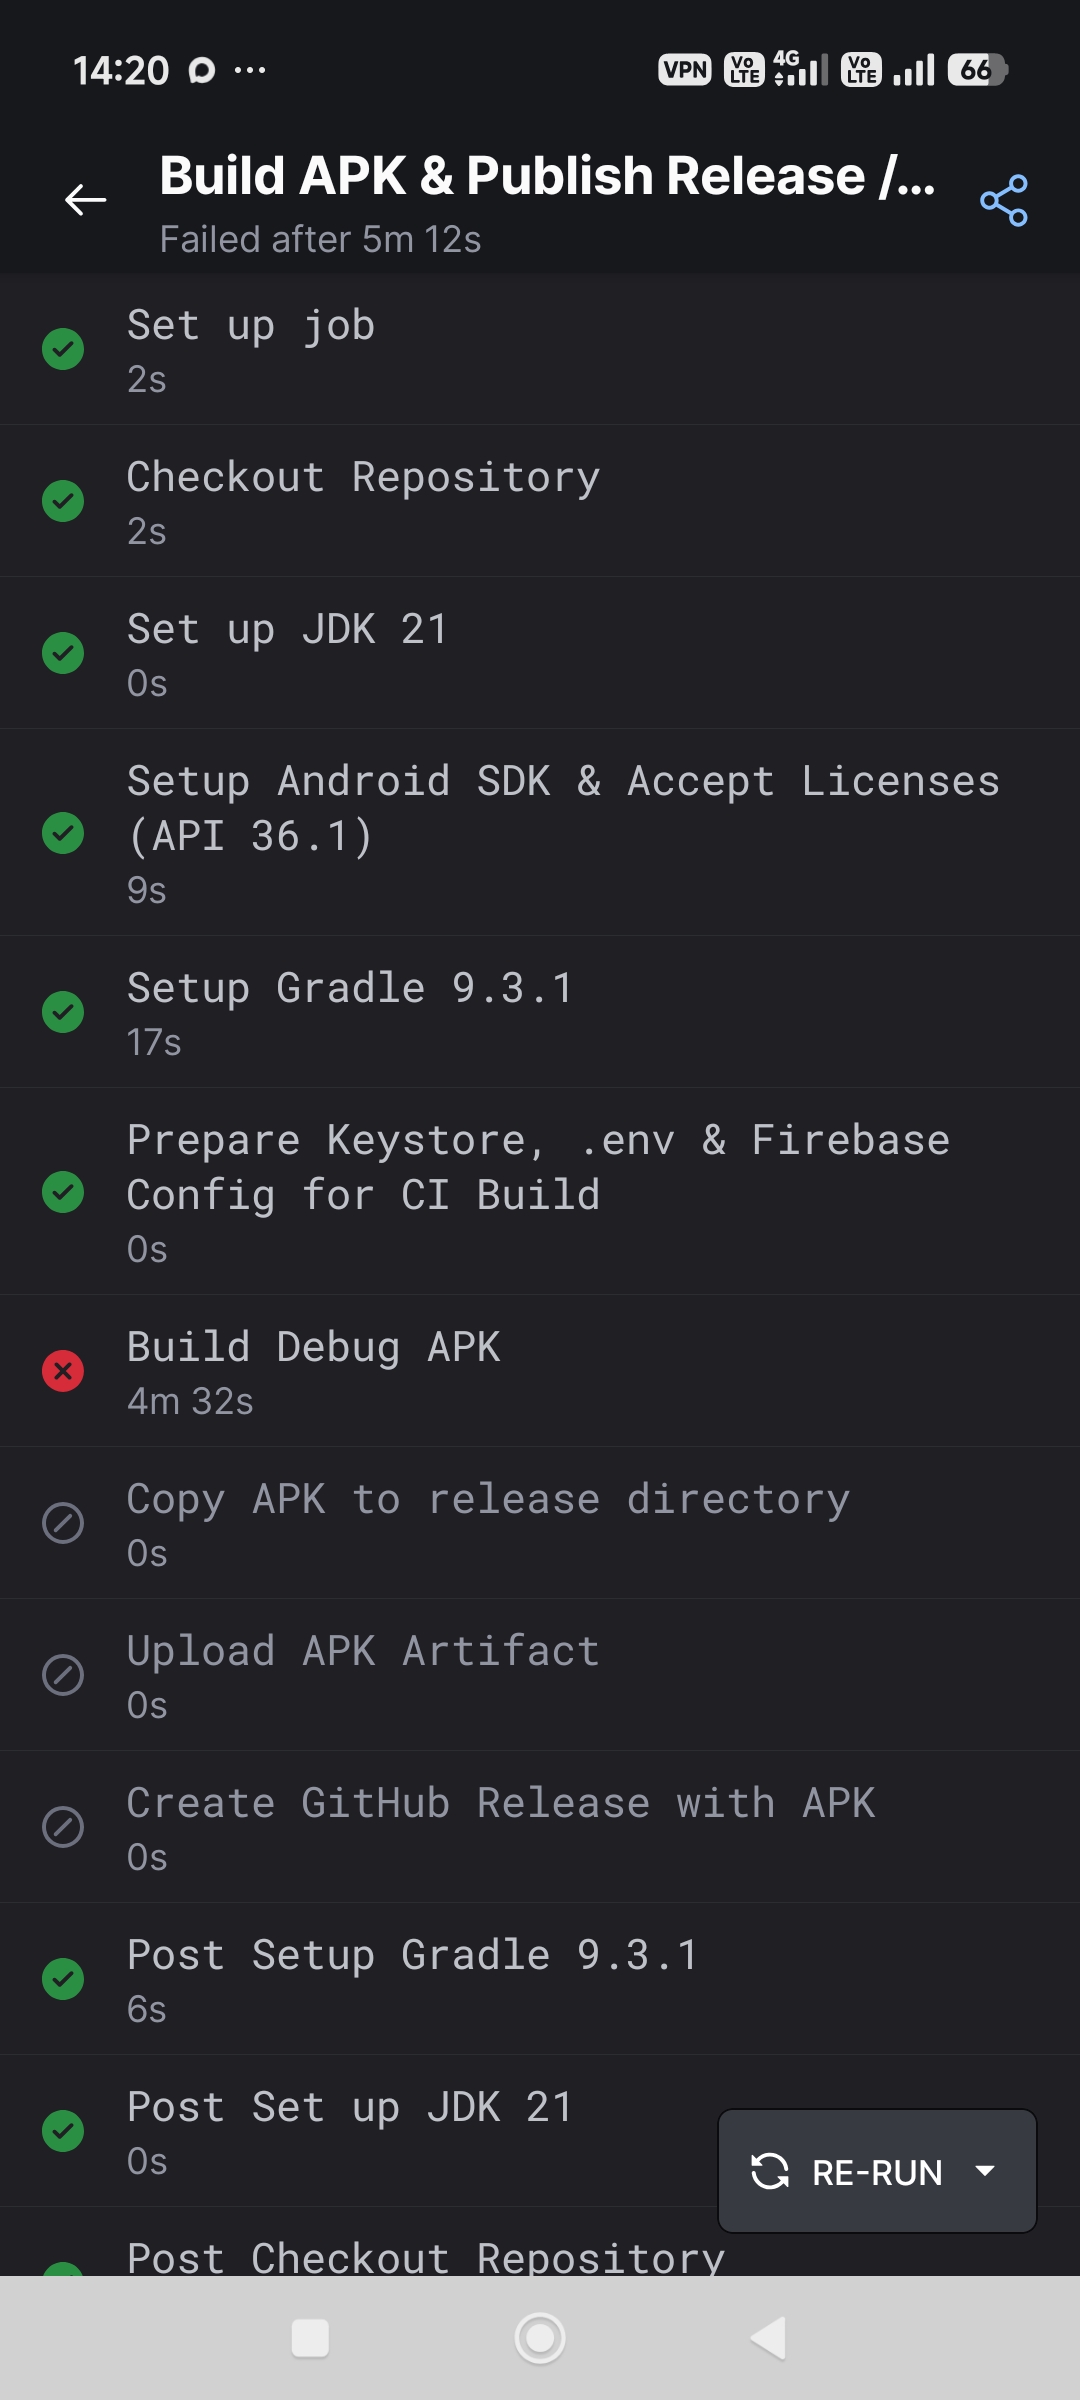 14:20
VPN
Vo LTE
4G
Vo LTE
66
Build APK & Publish Release /...
Failed after 5m 12s
Set up job
2s
Checkout Repository
2s
Set up JDK 21
0s
Setup Android SDK & Accept Licenses
(API 36.1)
9s
Setup Gradle 9.3.1
17s
Prepare Keystore, .env & Firebase
Config for CI Build
0s
Build Debug APK
4m 32s
Copy APK to release directory
0s
Upload APK Artifact
0s
Create GitHub Release with APK
0s
Post Setup Gradle 9.3.1
6s
Post Set up JDK 21
0s
RE-RUN
Post Checkout Repository